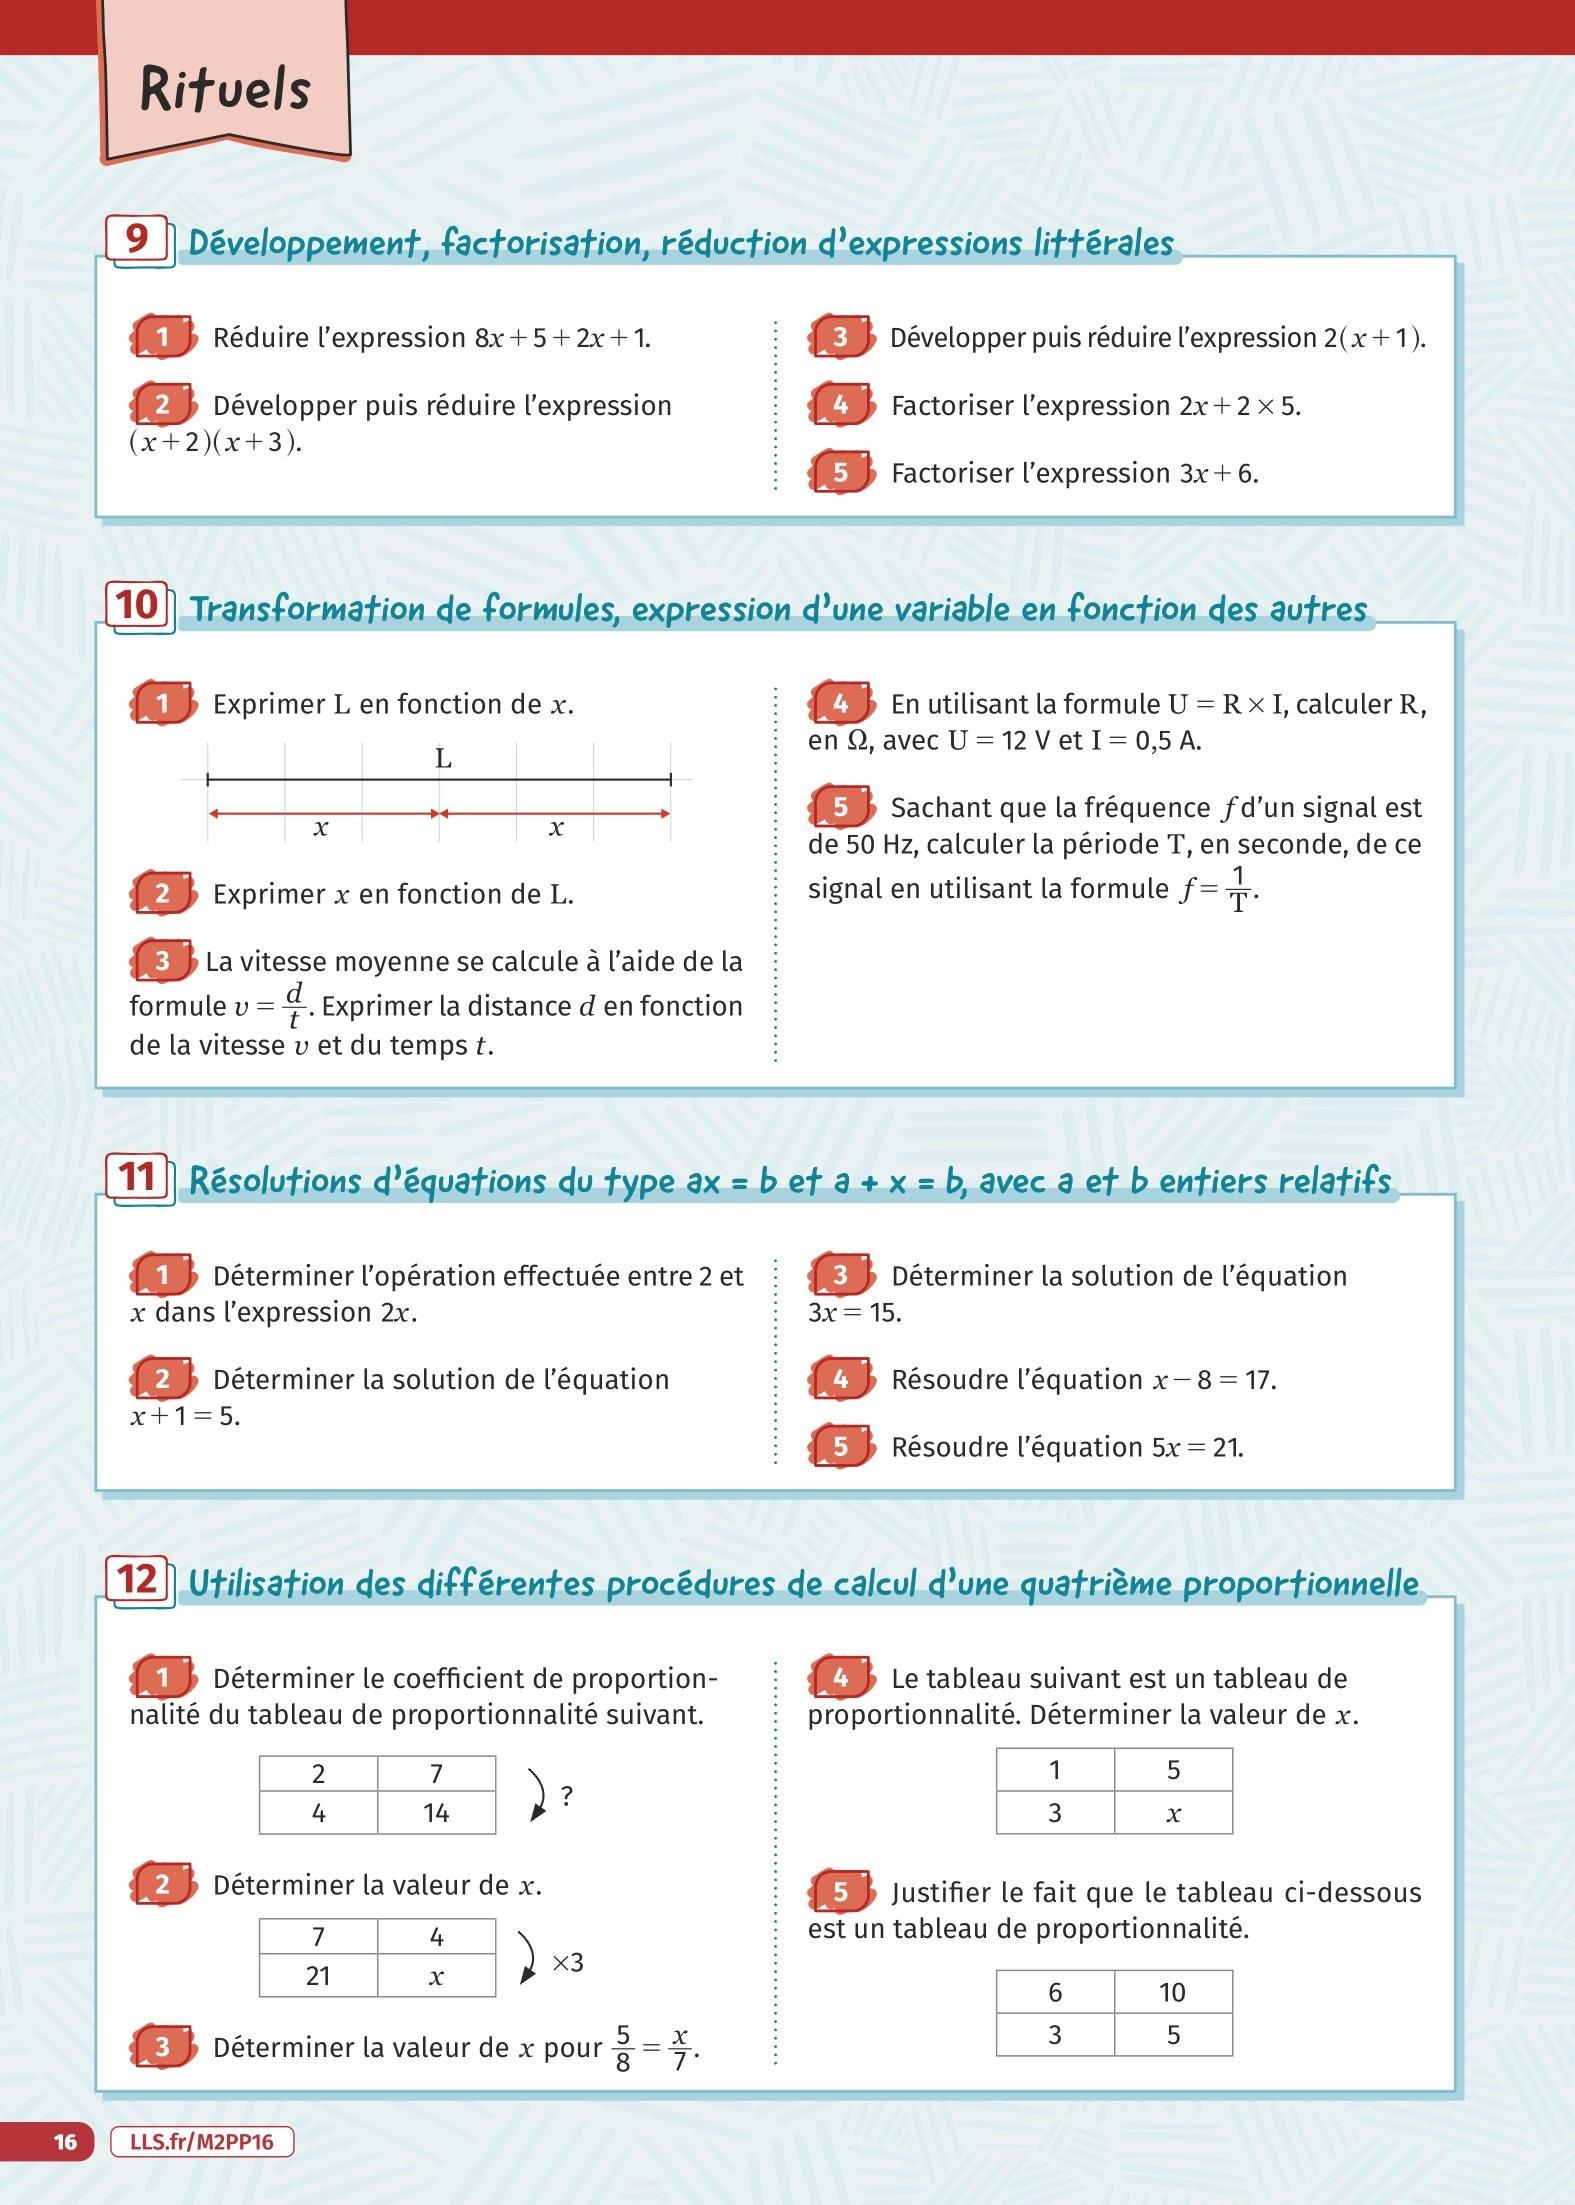 Rituels
9 Développement, factorisation, réduction d'expressions littérales
1 Réduire l'expression 8x + 5 + 2x + 1.
2 Développer puis réduire l'expression
(x + 2)(x + 3).
3 Développer puis réduire l'expression 2(x + 1).
4 Factoriser l'expression 2x + 2 × 5.
5 Factoriser l'expression 3x + 6.
10 Transformation de formules, expression d'une variable en fonction des autres
1 Exprimer L en fonction de x.
L
x x
2 Exprimer x en fonction de L.
3 La vitesse moyenne se calcule à l'aide de la
formule v = d/t. Exprimer la distance d en fonction
de la vitesse v et du temps t.
4 En utilisant la formule U = R × I, calculer R,
en Ω, avec U = 12 V et I = 0,5 A.
5 Sachant que la fréquence f d'un signal est
de 50 Hz, calculer la période T, en seconde, de ce
signal en utilisant la formule f = 1/T.
11 Résolutions d'équations du type ax = b et a + x = b, avec a et b entiers relatifs
1 Déterminer l'opération effectuée entre 2 et
x dans l'expression 2x.
2 Déterminer la solution de l'équation
x + 1 = 5.
3 Déterminer la solution de l'équation
3x = 15.
4 Résoudre l'équation x − 8 = 17.
5 Résoudre l'équation 5x = 21.
12 Utilisation des différentes procédures de calcul d'une quatrième proportionnelle
1 Déterminer le coefficient de proportion-
nalité du tableau de proportionnalité suivant.
2 7
4 14
?
2 Déterminer la valeur de x.
7 4
21 x
×3
3 Déterminer la valeur de x pour 5/8 = x/7.
4 Le tableau suivant est un tableau de
proportionnalité. Déterminer la valeur de x.
1 5
3 x
5 Justifier le fait que le tableau ci-dessous
est un tableau de proportionnalité.
6 10
3 5
16 LLS.fr/M2PP16